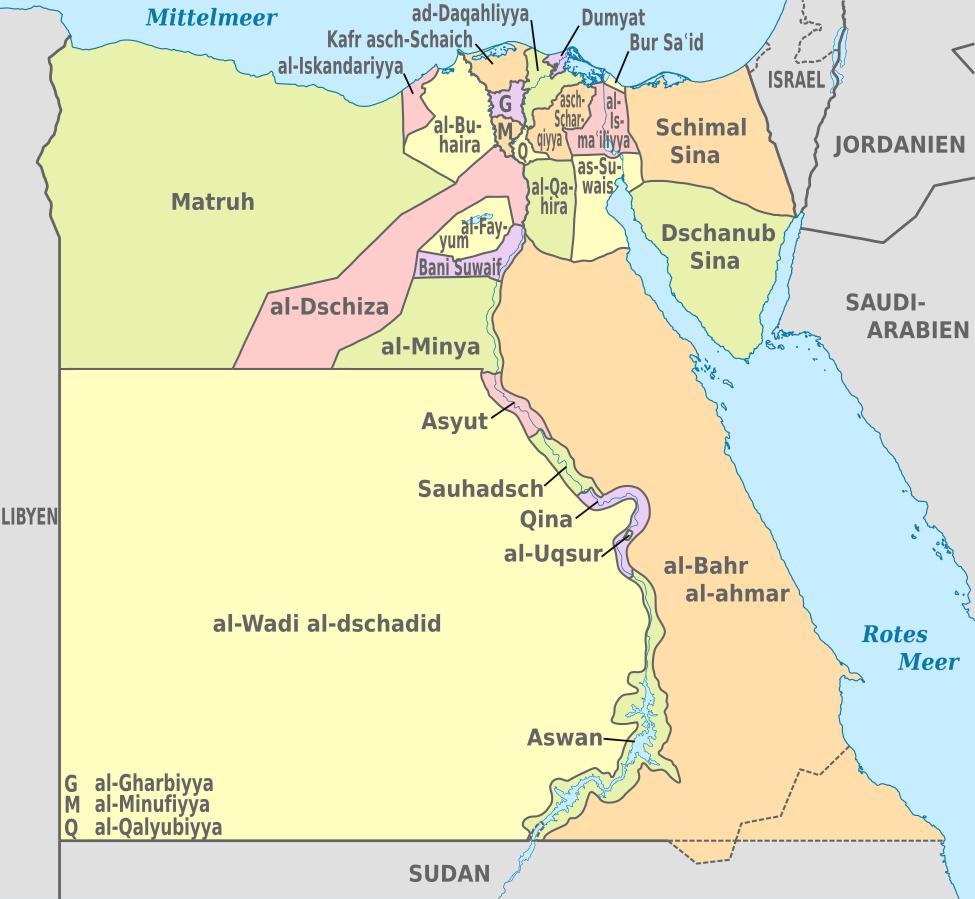 Mittelmeer
ad-Daqahliyya
Dumyat
Kafr asch-Schaich
Bur Saʿid
al-Iskandariyya
ISRAEL
G
asch-
Schar-
qiyya
al-
Is-
ma'iliyya
al-Bu-
haira
M
Q
Schimal
Sina
JORDANIEN
as-Su-
wais
al-Qa-
hira
Matruh
al-Fay-
yum
Dschanub
Sina
Bani Suwaif
al-Dschiza
SAUDI-
ARABIEN
al-Minya
Asyut
Sauhadsch
LIBYEN
Qina
al-Uqsur
al-Bahr
al-ahmar
al-Wadi al-dschadid
Rotes
Meer
Aswan
G al-Gharbiyya
M al-Minufiyya
Q al-Qalyubiyya
SUDAN